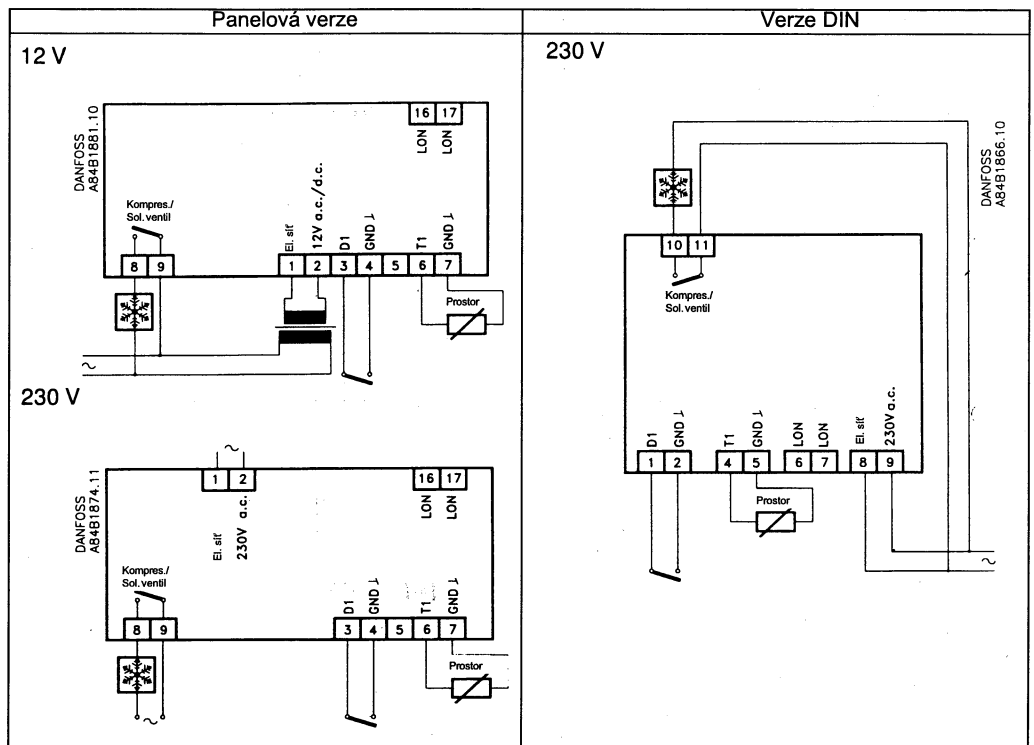 Panelová verze
Verze DIN
12 V
DANFOSS
A84B1881.10
16 17
LON
LON
Kompres./
Sol. ventil
El. síť
12V a.c./d.c.
D1
GND
T1
GND
8 9
1 2 3 4 5 6 7
Prostor
~
230 V
DANFOSS
A84B1874.11
~
1 2
El. síť
230V a.c.
16 17
LON
LON
Kompres./
Sol. ventil
D1
GND
T1
GND
8 9
3 4 5 6 7
Prostor
~
230 V
DANFOSS
A84B1866.10
10 11
Kompres./
Sol. ventil
D1
GND
T1
GND
LON
LON
El. síť
230V a.c.
1 2 4 5 6 7 8 9
Prostor
~